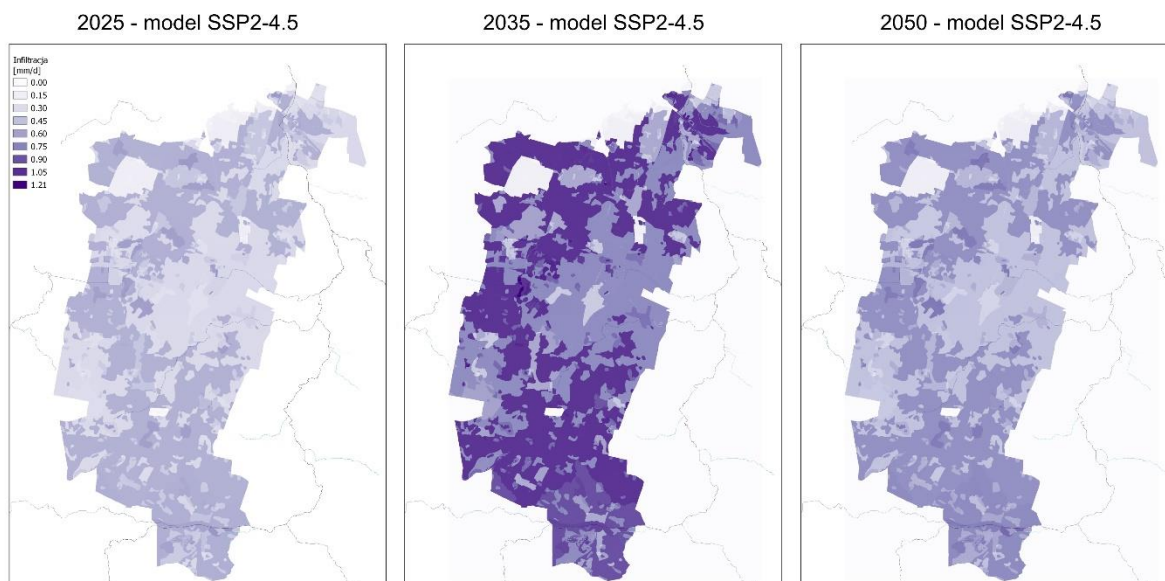 2025 - model SSP2-4.5
2035 - model SSP2-4.5
2050 - model SSP2-4.5
Infiltracja
[mm/d]
0.00
0.15
0.30
0.45
0.60
0.75
0.90
1.05
1.21